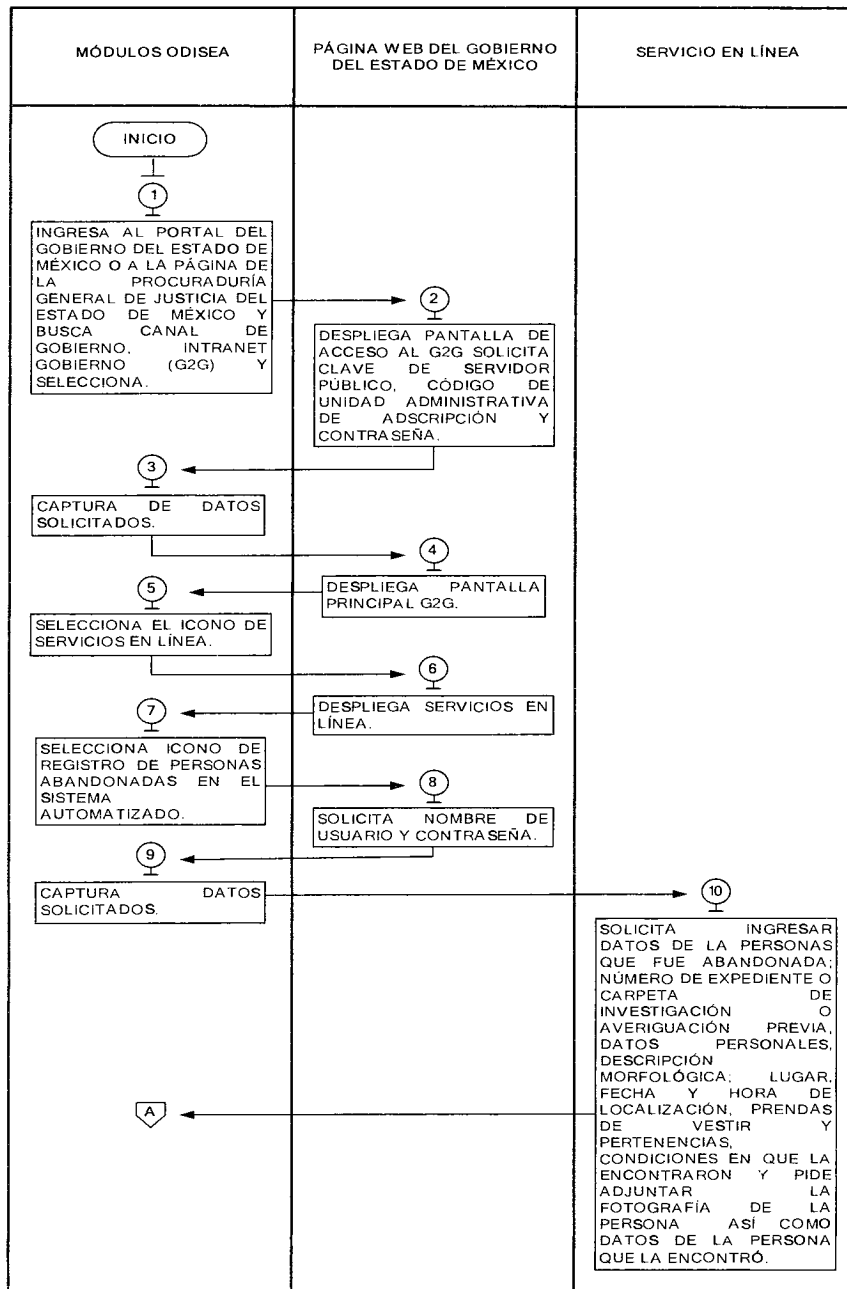 MÓDULOS ODISEA
PÁGINA WEB DEL GOBIERNO
DEL ESTADO DE MÉXICO
SERVICIO EN LÍNEA
INICIO
1
INGRESA AL PORTAL DEL
GOBIERNO DEL ESTADO DE
MÉXICO O A LA PÁGINA DE
LA PROCURADURÍA
GENERAL DE JUSTICIA DEL
ESTADO DE MÉXICO Y
BUSCA CANAL DE
GOBIERNO, INTRANET
GOBIERNO (G2G) Y
SELECCIONA.
2
DESPLIEGA PANTALLA DE
ACCESO AL G2G SOLICITA
CLAVE DE SERVIDOR
PÚBLICO, CÓDIGO DE
UNIDAD ADMINISTRATIVA
DE ADSCRIPCIÓN Y
CONTRASEÑA.
3
CAPTURA DE DATOS
SOLICITADOS.
4
DESPLIEGA PANTALLA
PRINCIPAL G2G.
5
SELECCIONA EL ICONO DE
SERVICIOS EN LÍNEA.
6
DESPLIEGA SERVICIOS EN
LÍNEA.
7
SELECCIONA ICONO DE
REGISTRO DE PERSONAS
ABANDONADAS EN EL
SISTEMA
AUTOMATIZADO.
8
SOLICITA NOMBRE DE
USUARIO Y CONTRASEÑA.
9
CAPTURA DATOS
SOLICITADOS.
10
SOLICITA INGRESAR
DATOS DE LA PERSONAS
QUE FUE ABANDONADA;
NÚMERO DE EXPEDIENTE O
CARPETA DE
INVESTIGACIÓN O
AVERIGUACIÓN PREVIA,
DATOS PERSONALES,
DESCRIPCIÓN
MORFOLÓGICA; LUGAR,
FECHA Y HORA DE
LOCALIZACIÓN, PRENDAS
DE VESTIR Y
PERTENENCIAS,
CONDICIONES EN QUE LA
ENCONTRARON Y PIDE
ADJUNTAR LA
FOTOGRAFÍA DE LA
PERSONA ASÍ COMO
DATOS DE LA PERSONA
QUE LA ENCONTRÓ.
A